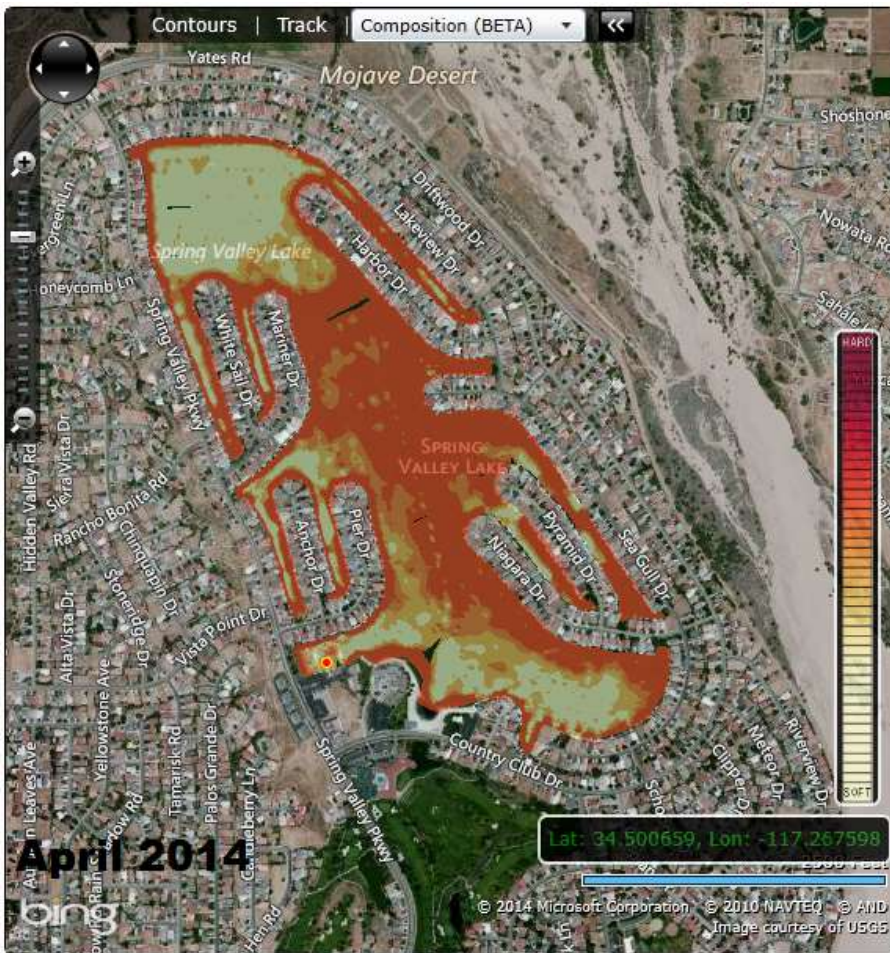 Contours | Track | Composition (BETA)
Yates Rd
Mojave Desert
Shoshone
Driftwood Dr
Lakeview Dr
Harbor Dr
Nowata Rd
Spring Valley Lake
Honeycomb Ln
Sahale
Spring Valley Pkwy
White Sail Dr
Mariner Dr
HARD
SPRING
VALLEY LAKE
Hidden Valley Rd
Sierra Vista Dr
Rancho Bonita Rd
Chinquapin Dr
Stoneridge Dr
Anchor Dr
Pier Dr
Pyramid Dr
Niagara Dr
Sea Gull Dr
Alta Vista Dr
Vista Point Dr
Yellowstone Ave
Tamarisk Rd
Palos Grande Dr
Spring Valley Pkwy
Country Club Dr
Clipper Dr
Meteor Dr
Riverview Dr
SOFT
Lat: 34.500659, Lon: -117.267598
April 2014
bing
© 2014 Microsoft Corporation © 2010 NAVTEQ © AND
Image courtesy of USGS